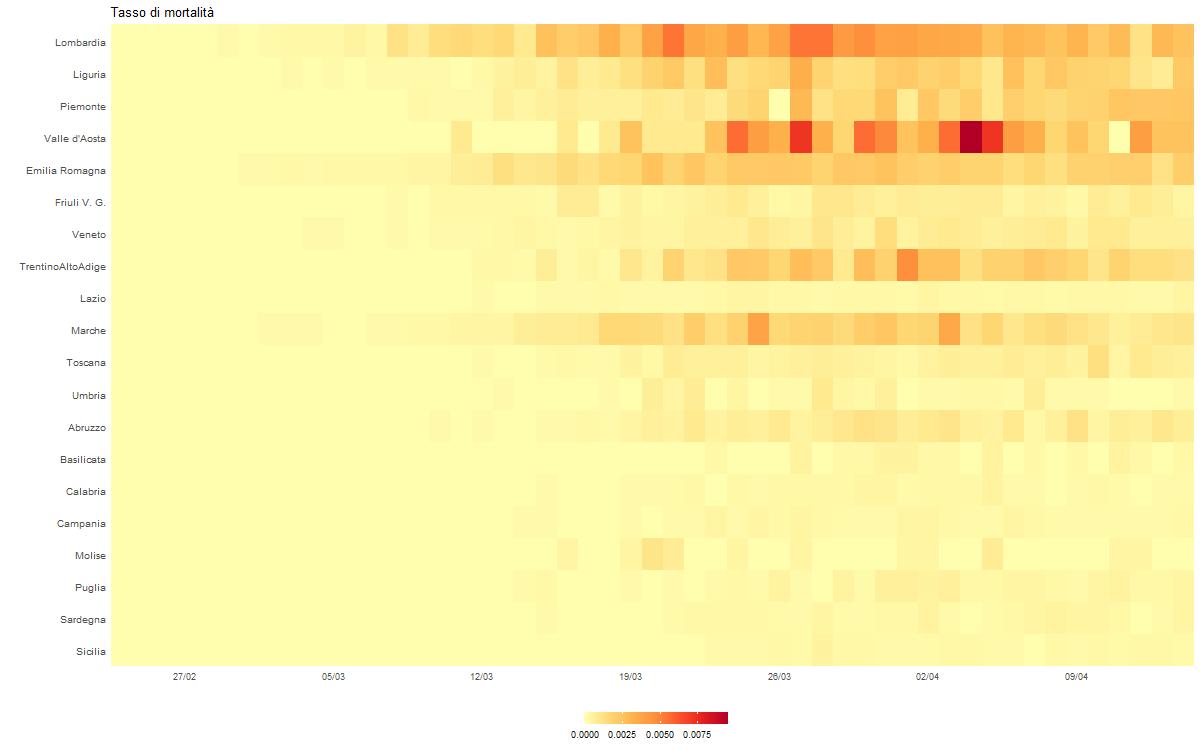 Tasso di mortalità
Lombardia
Liguria
Piemonte
Valle d'Aosta
Emilia Romagna
Friuli V. G.
Veneto
TrentinoAltoAdige
Lazio
Marche
Toscana
Umbria
Abruzzo
Basilicata
Calabria
Campania
Molise
Puglia
Sardegna
Sicilia
27/02 05/03 12/03 19/03 26/03 02/04 09/04
0.0000 0.0025 0.0050 0.0075